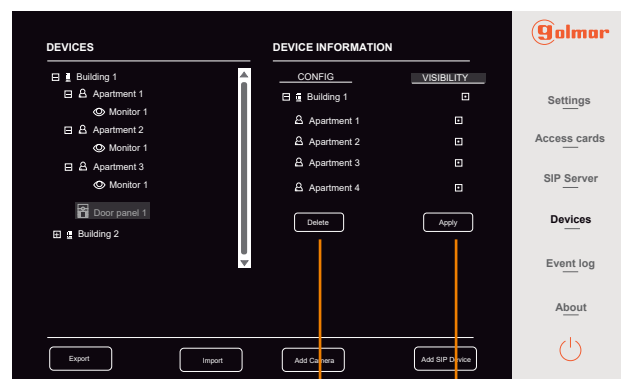 DEVICES
Building 1
Apartment 1
Monitor 1
Apartment 2
Monitor 1
Apartment 3
Monitor 1
Door panel 1
Building 2
DEVICE INFORMATION
CONFIG VISIBILITY
Building 1
Apartment 1
Apartment 2
Apartment 3
Apartment 4
Delete Apply
Export Import Add Camera Add SIP Device
golmar
Settings
Access cards
SIP Server
Devices
Event log
About